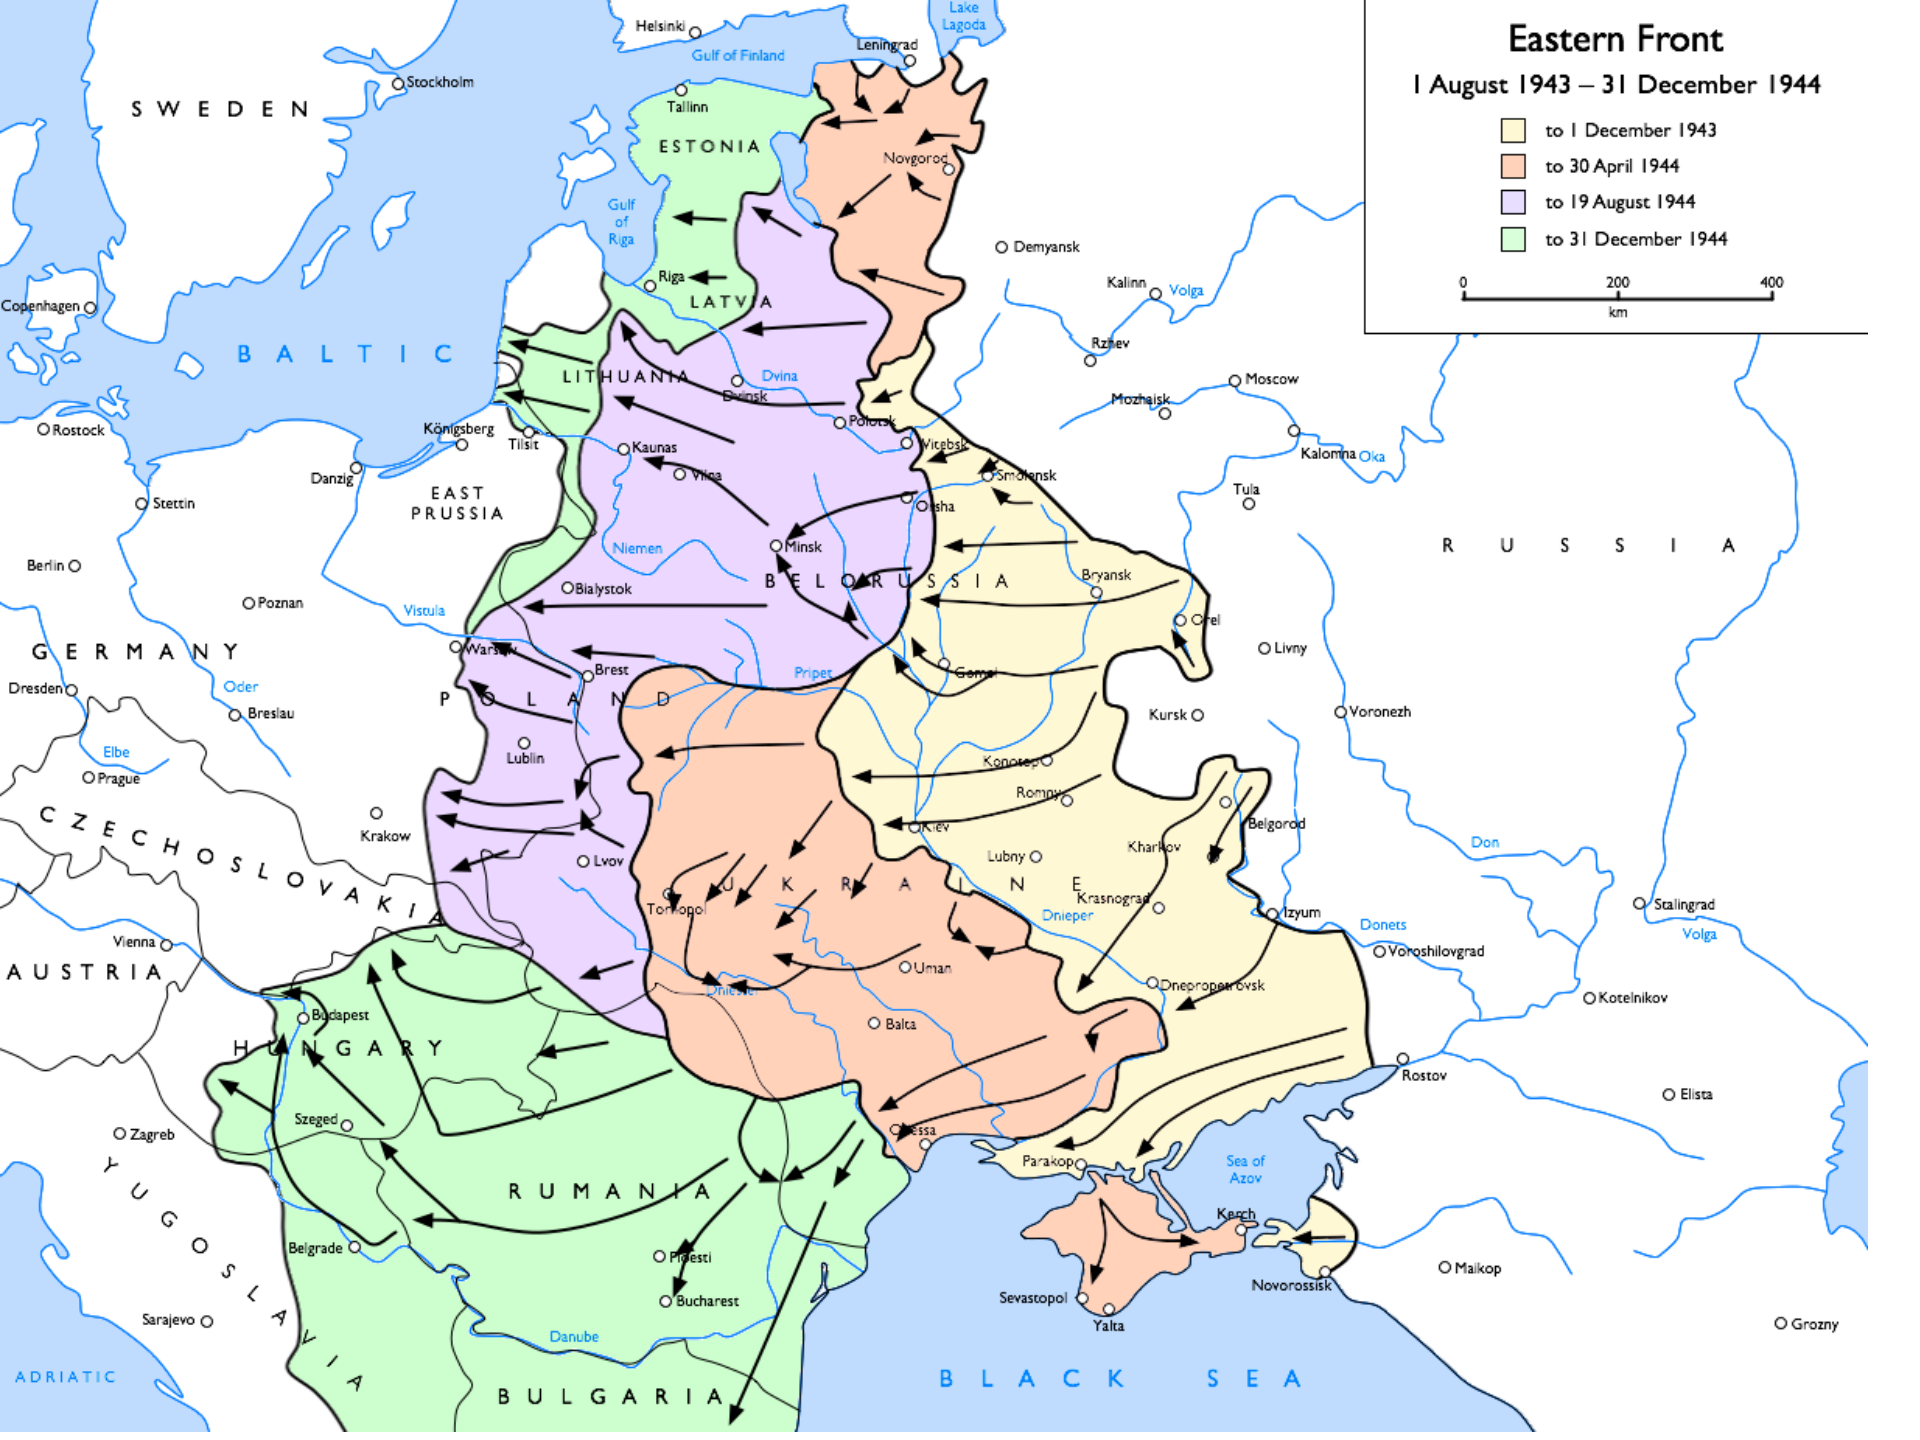 Eastern Front
1 August 1943 – 31 December 1944
to 1 December 1943
to 30 April 1944
to 19 August 1944
to 31 December 1944
0 200 400
km
Lake
Lagoda
Helsinki
Leningrad
Gulf of Finland
Stockholm
SWEDEN
Tallinn
ESTONIA
Novgorod
Gulf
of
Riga
Demyansk
Riga
Kalinn
Volga
LATVIA
Copenhagen
Rzhev
BALTIC
LITHUANIA
Dvina
Moscow
Dvinsk
Mozhaisk
Polotsk
Rostock
Königsberg
Tilsit
Kaunas
Vitebsk
Kalomna
Oka
Danzig
Vilna
Smolensk
Tula
EAST
PRUSSIA
Stettin
Orsha
Niemen
Minsk
RUSSIA
Berlin
Bialystok
BELORUSSIA
Bryansk
Poznan
Vistula
Orel
GERMANY
Warsaw
Livny
Brest
Pripet
Gomel
Dresden
Oder
POLAND
Breslau
Kursk
Voronezh
Elbe
Lublin
Konotop
Prague
Romny
CZECHOSLOVAKIA
Krakow
Kiev
Belgorod
Don
Lvov
Lubny
Kharkov
UKRAINE
Krasnograd
Tornopol
Dnieper
Izyum
Stalingrad
Donets
Volga
Vienna
Voroshilovgrad
AUSTRIA
Uman
Dniester
Dnepropetrovsk
Kotelnikov
Budapest
Balta
HUNGARY
Rostov
Elista
Szeged
Zagreb
Odessa
Parakop
Sea of
Azov
YUGOSLAVIA
RUMANIA
Kerch
Belgrade
Ploesti
Maikop
Novorossisk
Bucharest
Sevastopol
Sarajevo
Yalta
Grozny
Danube
ADRIATIC
BULGARIA
BLACK SEA